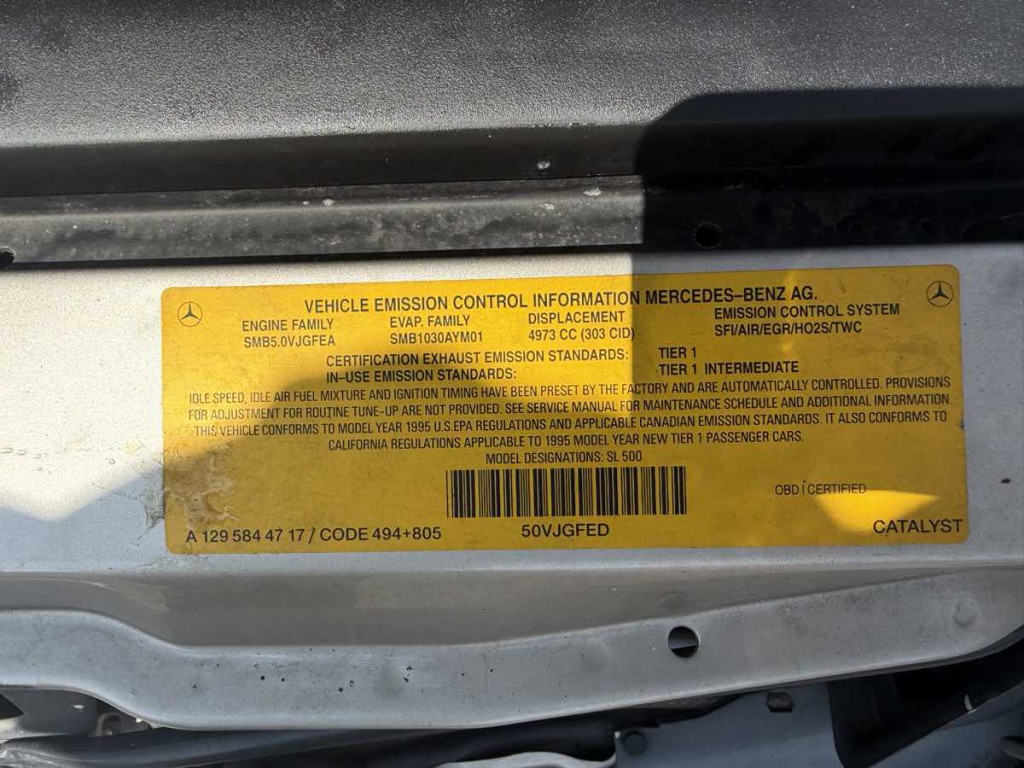 VEHICLE EMISSION CONTROL INFORMATION MERCEDES-BENZ AG.
ENGINE FAMILY EVAP. FAMILY DISPLACEMENT EMISSION CONTROL SYSTEM
SMB5.0VJGFEA SMB1030AYM01 4973 CC (303 CID) SFI/AIR/EGR/HO2S/TWC
CERTIFICATION EXHAUST EMISSION STANDARDS: TIER 1
IN-USE EMISSION STANDARDS: TIER 1 INTERMEDIATE
IDLE SPEED, IDLE AIR FUEL MIXTURE AND IGNITION TIMING HAVE BEEN PRESET BY THE FACTORY AND ARE AUTOMATICALLY CONTROLLED. PROVISIONS
FOR ADJUSTMENT FOR ROUTINE TUNE-UP ARE NOT PROVIDED. SEE SERVICE MANUAL FOR MAINTENANCE SCHEDULE AND ADDITIONAL INFORMATION.
THIS VEHICLE CONFORMS TO MODEL YEAR 1995 U.S.EPA REGULATIONS AND APPLICABLE CANADIAN EMISSION STANDARDS. IT ALSO CONFORMS TO
CALIFORNIA REGULATIONS APPLICABLE TO 1995 MODEL YEAR NEW TIER 1 PASSENGER CARS.
MODEL DESIGNATIONS: SL 500
OBD I CERTIFIED
A 129 584 47 17 / CODE 494+805 50VJGFED CATALYST